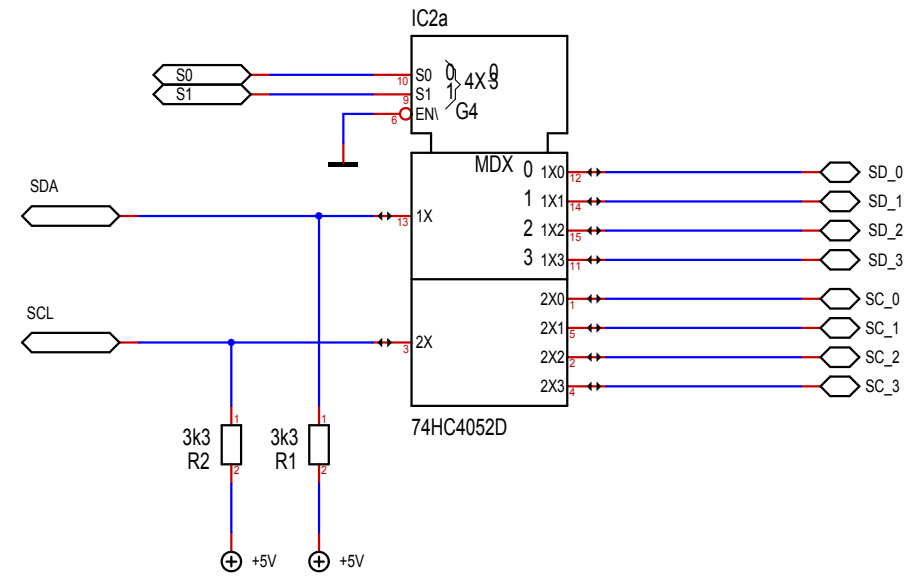 IC2a
S0
10
S0
0
0
4X
3
S1
9
S1
1
G4
6
EN\
MDX
0
1X0
12
SD_0
SDA
1
1X1
14
SD_1
13
1X
2
1X2
15
SD_2
3
1X3
11
SD_3
2X0
1
SC_0
SCL
2X1
5
SC_1
3
2X
2X2
2
SC_2
2X3
4
SC_3
74HC4052D
1
1
3k3
R2
3k3
R1
2
2
+5V
+5V